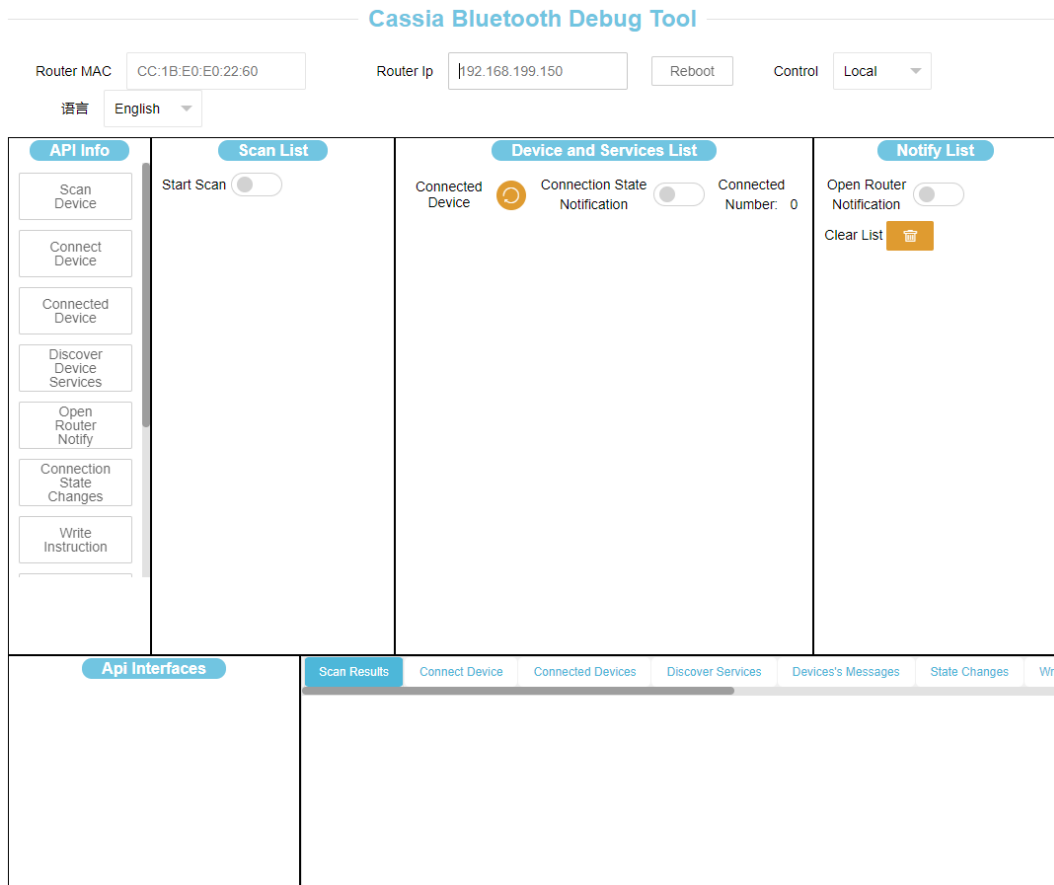 Cassia Bluetooth Debug Tool
Router MAC CC:1B:E0:E0:22:60 Router Ip 192.168.199.150 Reboot Control Local
语言 English
API Info
Scan
Device
Connect
Device
Connected
Device
Discover
Device
Services
Open
Router
Notify
Connection
State
Changes
Write
Instruction
Scan List
Start Scan
Device and Services List
Connected
Device
Connection State
Notification
Connected
Number: 0
Notify List
Open Router
Notification
Clear List
Api Interfaces
Scan Results Connect Device Connected Devices Discover Services Devices's Messages State Changes Wr